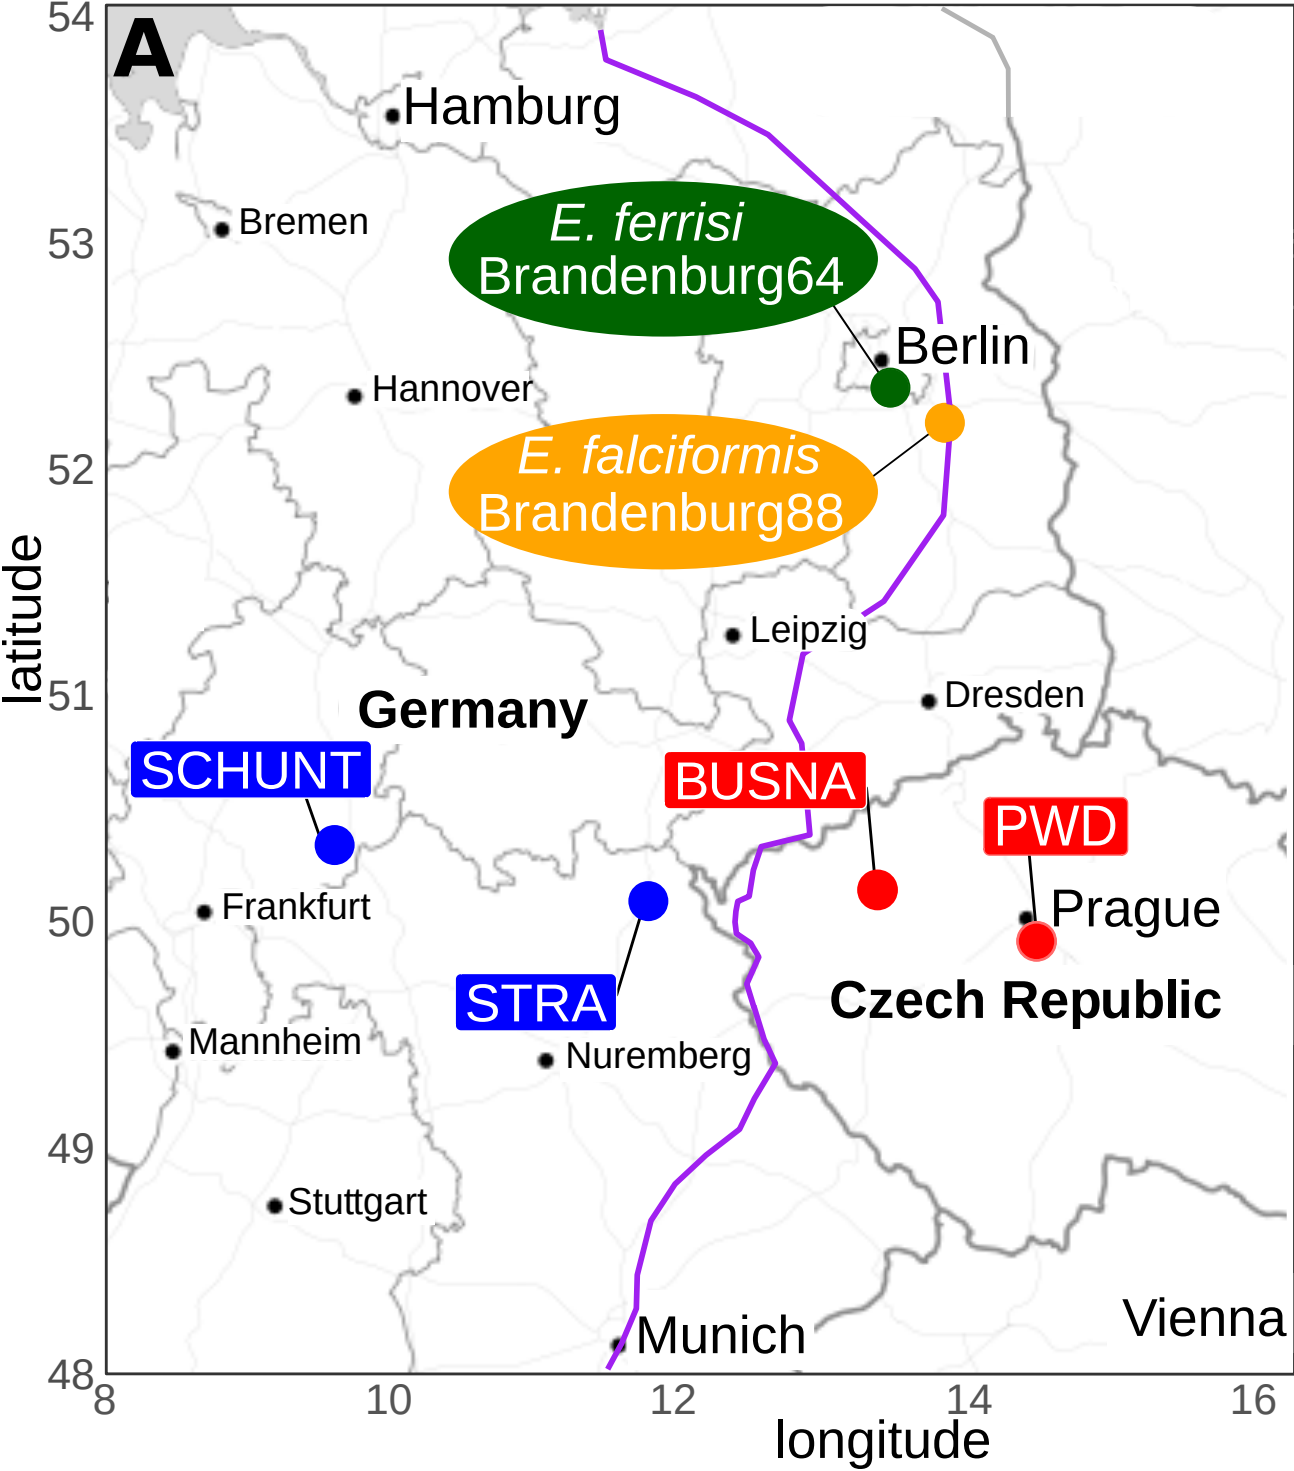 A
54
Hamburg
Bremen
53
E. ferrisi
Brandenburg64
Berlin
Hannover
52
E. falciformis
Brandenburg88
latitude
Leipzig
51
Germany
Dresden
SCHUNT
BUSNA
PWD
Frankfurt
50
Prague
STRA
Czech Republic
Mannheim
Nuremberg
49
Stuttgart
Munich
Vienna
48
8
10
12
14
16
longitude